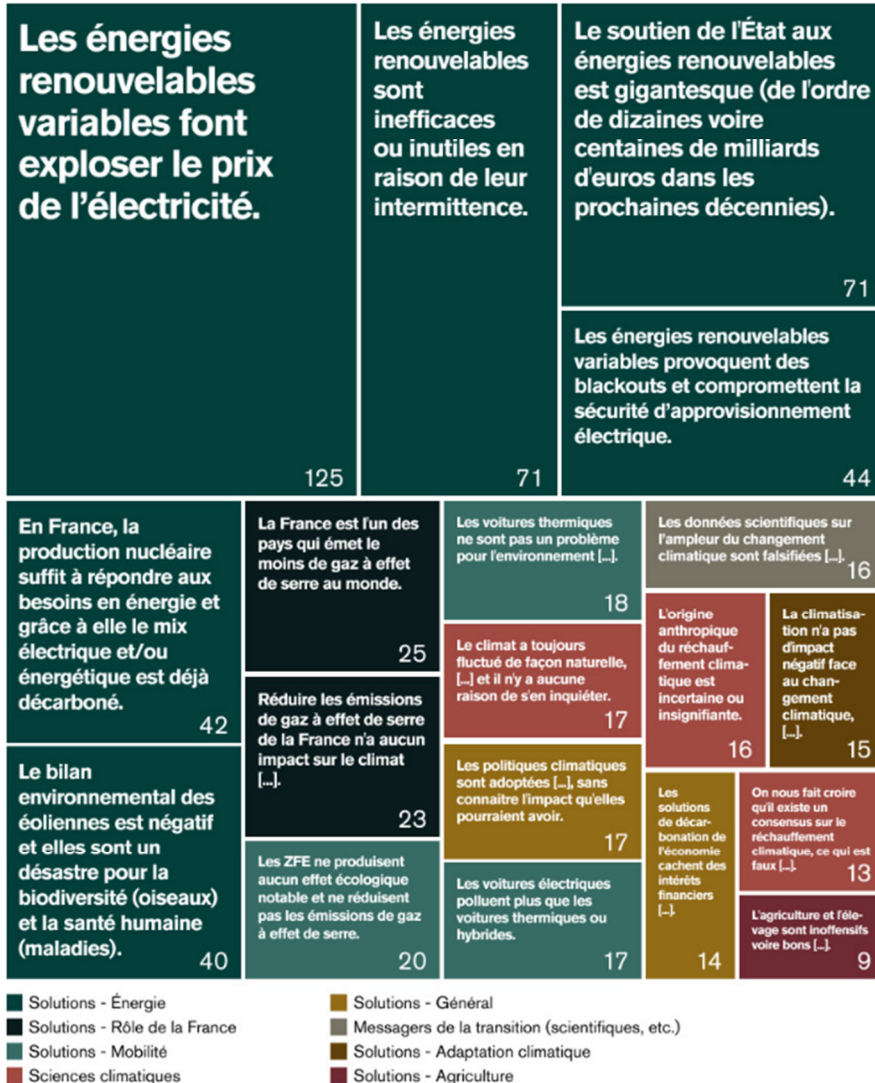 Les énergies
renouvelables
variables font
exploser le prix
de l'électricité.
125
Les énergies
renouvelables
sont
inefficaces
ou inutiles en
raison de leur
intermittence.
71
Le soutien de l'État aux
énergies renouvelables
est gigantesque (de l'ordre
de dizaines voire
centaines de milliards
d'euros dans les
prochaines décennies).
71
Les énergies renouvelables
variables provoquent des
blackouts et compromettent la
sécurité d'approvisionnement
électrique.
44
En France, la
production nucléaire
suffit à répondre aux
besoins en énergie et
grâce à elle le mix
électrique et/ou
énergétique est déjà
décarboné.
42
Le bilan
environnemental des
éoliennes est négatif
et elles sont un
désastre pour la
biodiversité (oiseaux)
et la santé humaine
(maladies).
40
La France est l'un des
pays qui émet le
moins de gaz à effet
de serre au monde.
25
Réduire les émissions
de gaz à effet de serre
de la France n'a aucun
impact sur le climat
[...].
23
Les ZFE ne produisent
aucun effet écologique
notable et ne réduisent
pas les émissions de gaz
à effet de serre.
20
Les voitures thermiques
ne sont pas un problème
pour l'environnement [...].
18
Le climat a toujours
fluctué de façon naturelle,
[...] et il n'y a aucune
raison de s'en inquiéter.
17
Les politiques climatiques
sont adoptées [...], sans
connaitre l'impact qu'elles
pourraient avoir.
17
Les voitures électriques
polluent plus que les
voitures thermiques ou
hybrides.
17
Les données scientifiques sur
l'ampleur du changement
climatique sont falsifiées [...].
16
L'origine
anthropique
du réchauf-
fement clima-
tique est
incertaine ou
insignifiante.
16
La climatisa-
tion n'a pas
d'impact
négatif face
au chan-
gement
climatique,
[...].
15
Les
solutions
de décar-
bonation de
l'économie
cachent des
intérêts
financiers
[...].
14
On nous fait croire
qu'il existe un
consensus sur le
réchauffement
climatique, ce qui est
faux [...].
13
L'agriculture et l'éle-
vage sont inoffensifs
voire bons [...].
9
Solutions - Énergie
Solutions - Rôle de la France
Solutions - Mobilité
Sciences climatiques
Solutions - Général
Messagers de la transition (scientifiques, etc.)
Solutions - Adaptation climatique
Solutions - Agriculture